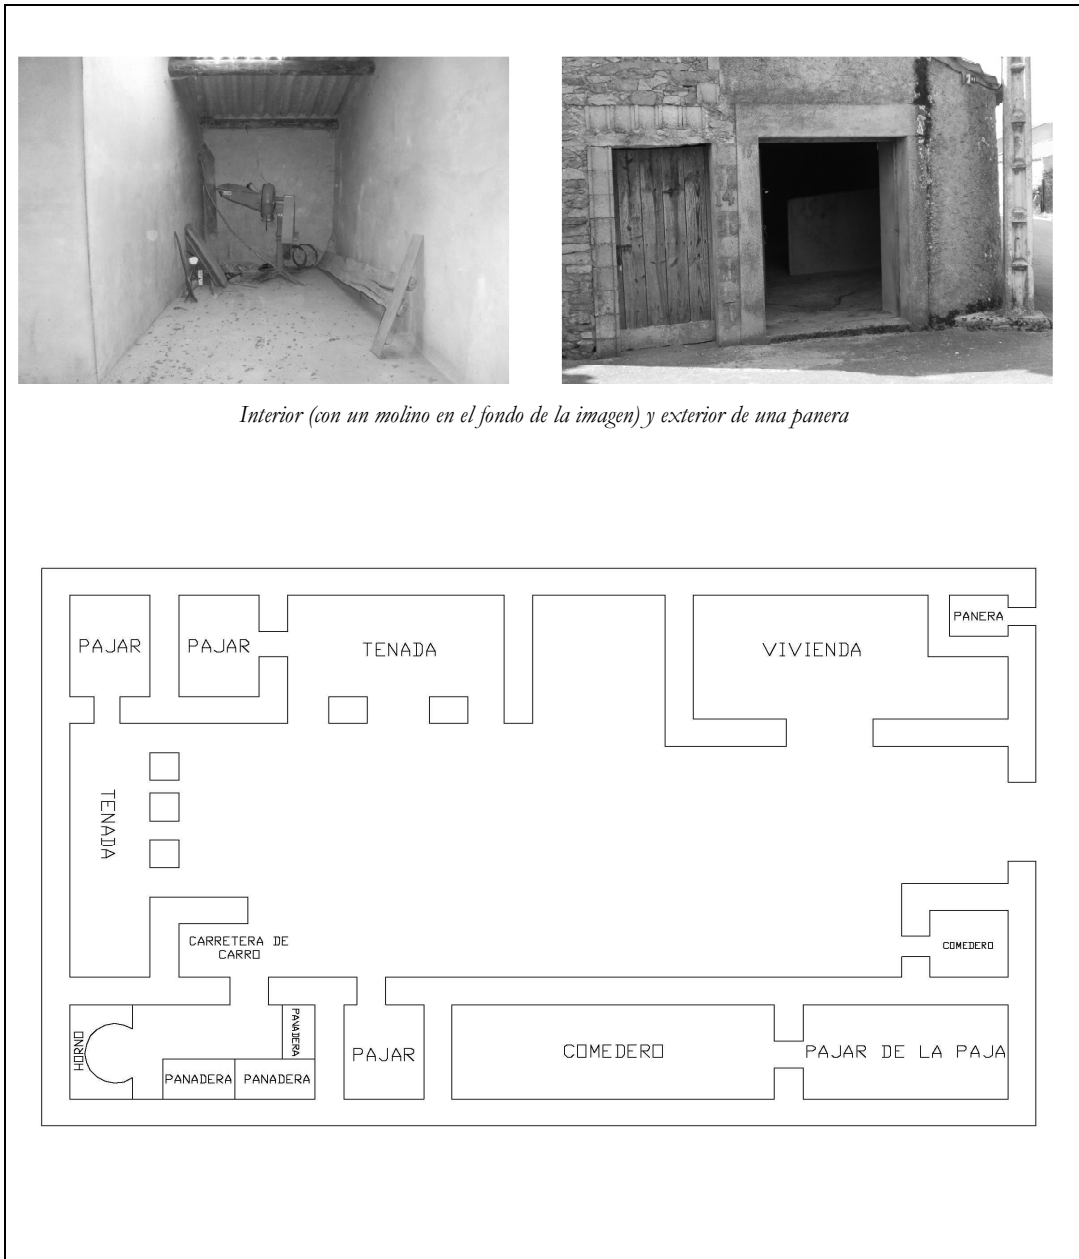 Interior (con un molino en el fondo de la imagen) y exterior de una panera
PANERA
PAJAR
PAJAR
TENADA
VIVIENDA
TENADA
CARRETERA DE
CARRO
COMEDERO
HORNO
PANADERA
PANADERA
PANADERA
PAJAR
COMEDERO
PAJAR DE LA PAJA